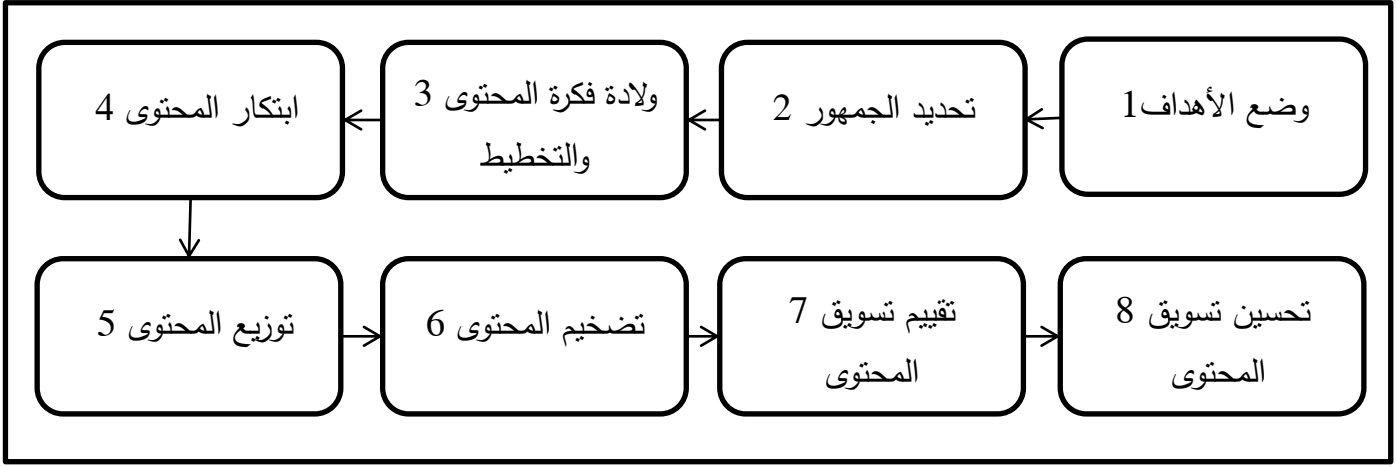 وضع الأهداف1
تحديد الجمهور 2
ولادة فكرة المحتوى 3
والتخطيط
ابتكار المحتوى 4
توزيع المحتوى 5
تضخيم المحتوى 6
تقييم تسويق 7
المحتوى
تحسين تسويق 8
المحتوى